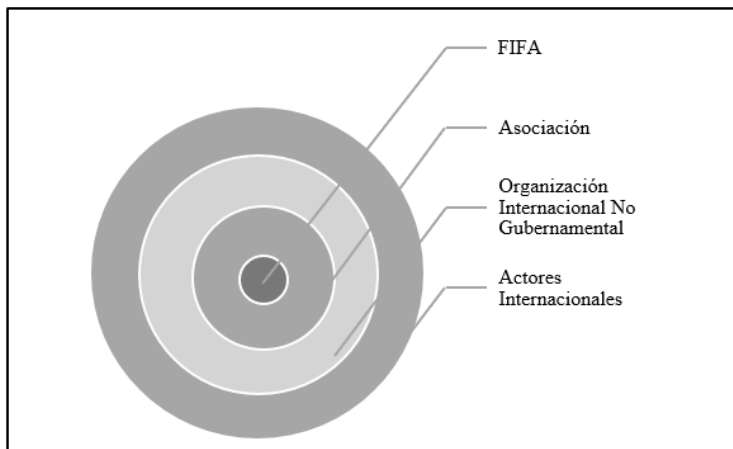 FIFA
Asociación
Organización
Internacional No
Gubernamental
Actores
Internacionales